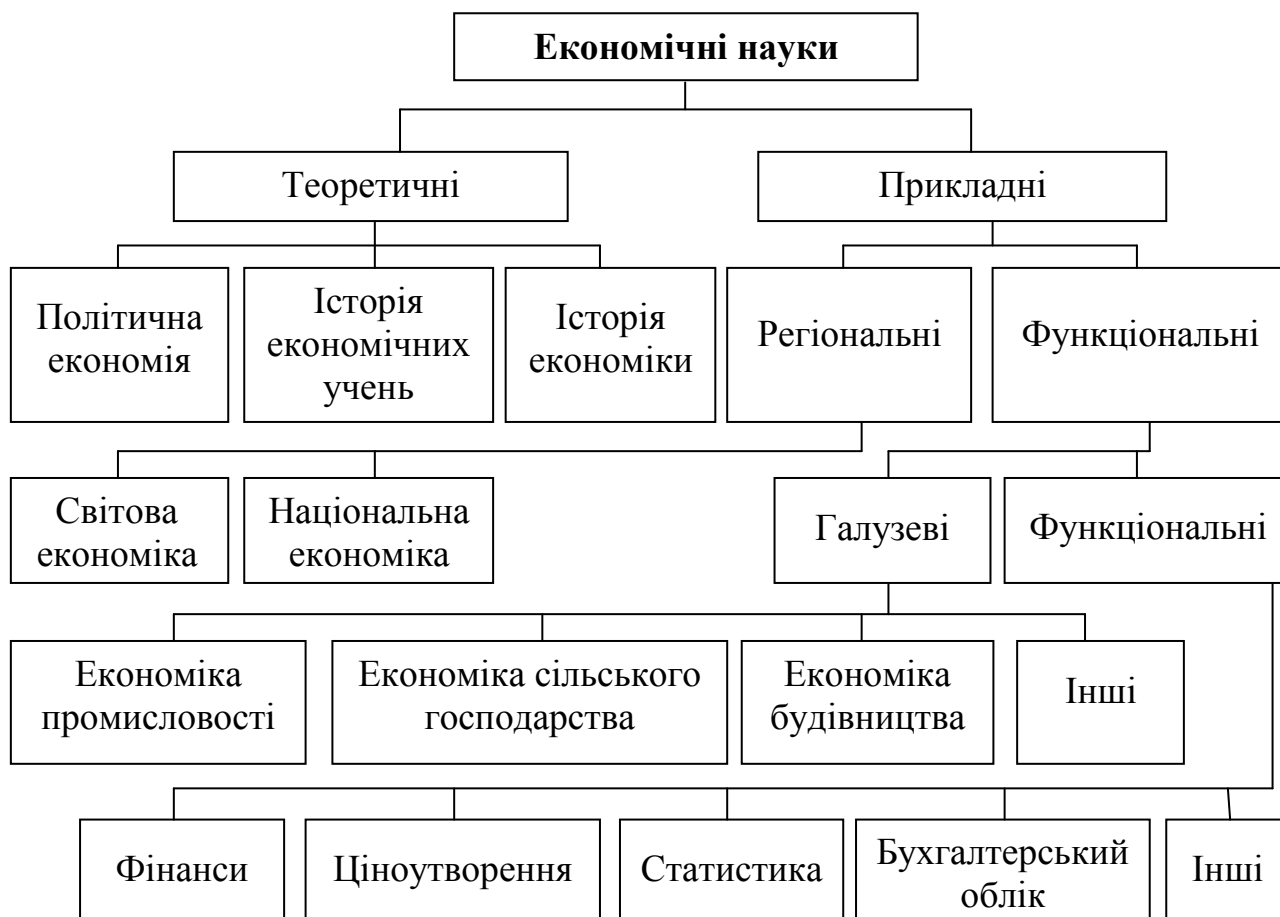 Економічні науки
Теоретичні
Прикладні
Політична
економія
Історія
економічних
учень
Історія
економіки
Регіональні
Функціональні
Світова
економіка
Національна
економіка
Галузеві
Функціональні
Економіка
промисловості
Економіка сільського
господарства
Економіка
будівництва
Інші
Фінанси
Ціноутворення
Статистика
Бухгалтерський
облік
Інші